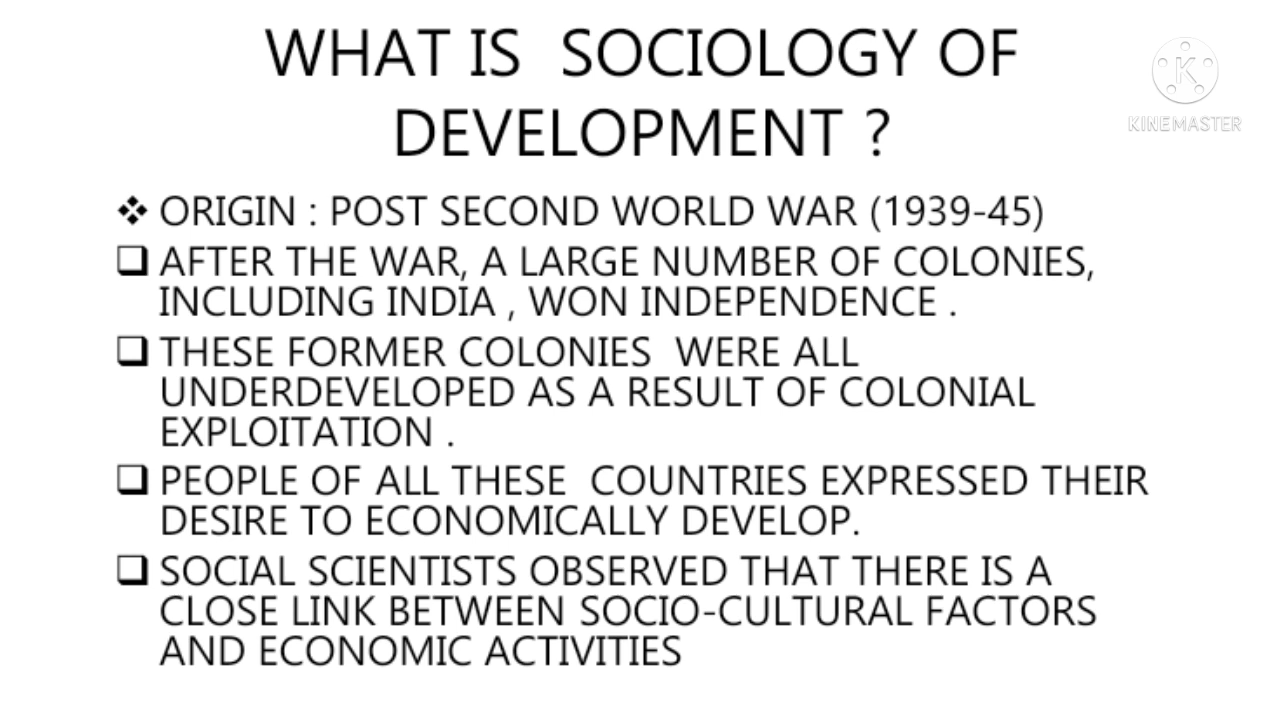 WHAT IS SOCIOLOGY OF
DEVELOPMENT ?
K
KINEMASTER
❖ ORIGIN : POST SECOND WORLD WAR (1939-45)
❑ AFTER THE WAR, A LARGE NUMBER OF COLONIES,
INCLUDING INDIA , WON INDEPENDENCE .
❑ THESE FORMER COLONIES WERE ALL
UNDERDEVELOPED AS A RESULT OF COLONIAL
EXPLOITATION .
❑ PEOPLE OF ALL THESE COUNTRIES EXPRESSED THEIR
DESIRE TO ECONOMICALLY DEVELOP.
❑ SOCIAL SCIENTISTS OBSERVED THAT THERE IS A
CLOSE LINK BETWEEN SOCIO-CULTURAL FACTORS
AND ECONOMIC ACTIVITIES